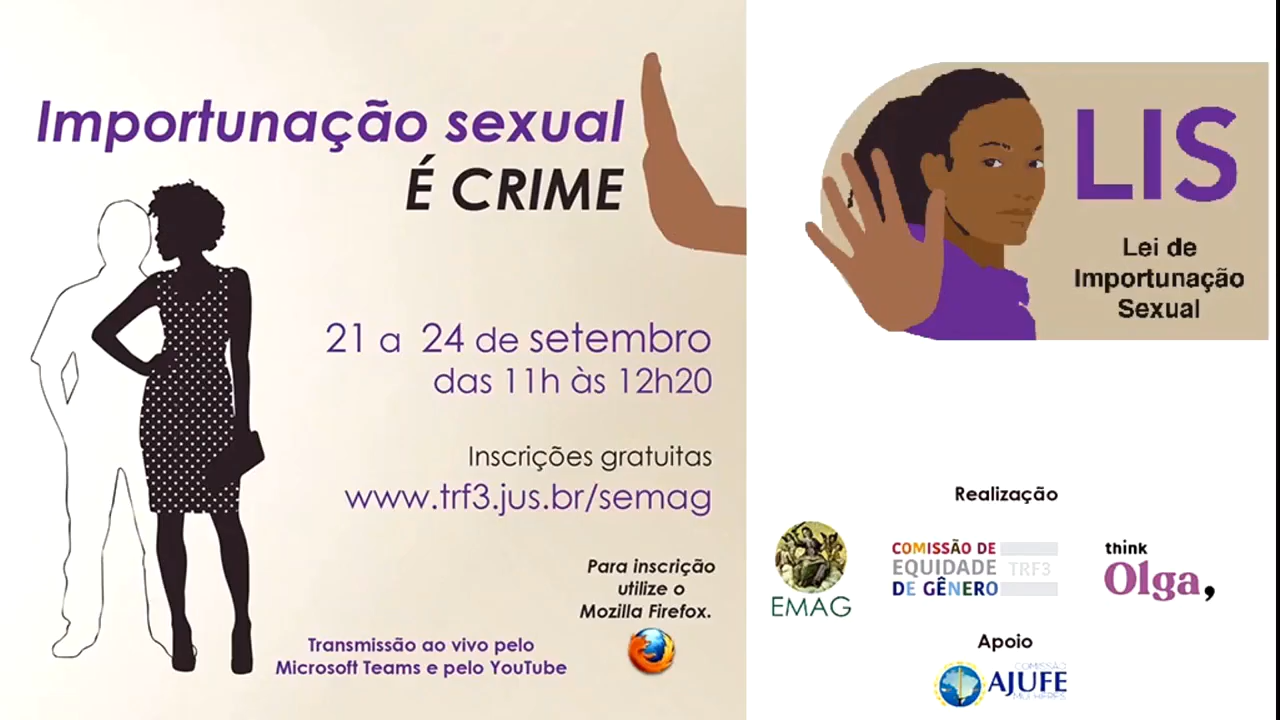 Importunação sexual
É CRIME
21 a 24 de setembro
das 11h às 12h20
Inscrições gratuitas
www.trf3.jus.br/semag
Para inscrição
utilize o
Mozilla Firefox.
Transmissão ao vivo pelo
Microsoft Teams e pelo YouTube
LIS
Lei de
Importunação
Sexual
Realização
EMAG
COMISSÃO DE
EQUIDADE TRF3
DE GÊNERO
think
Olga,
Apoio
COMISSÃO
AJUFE
MULHERES